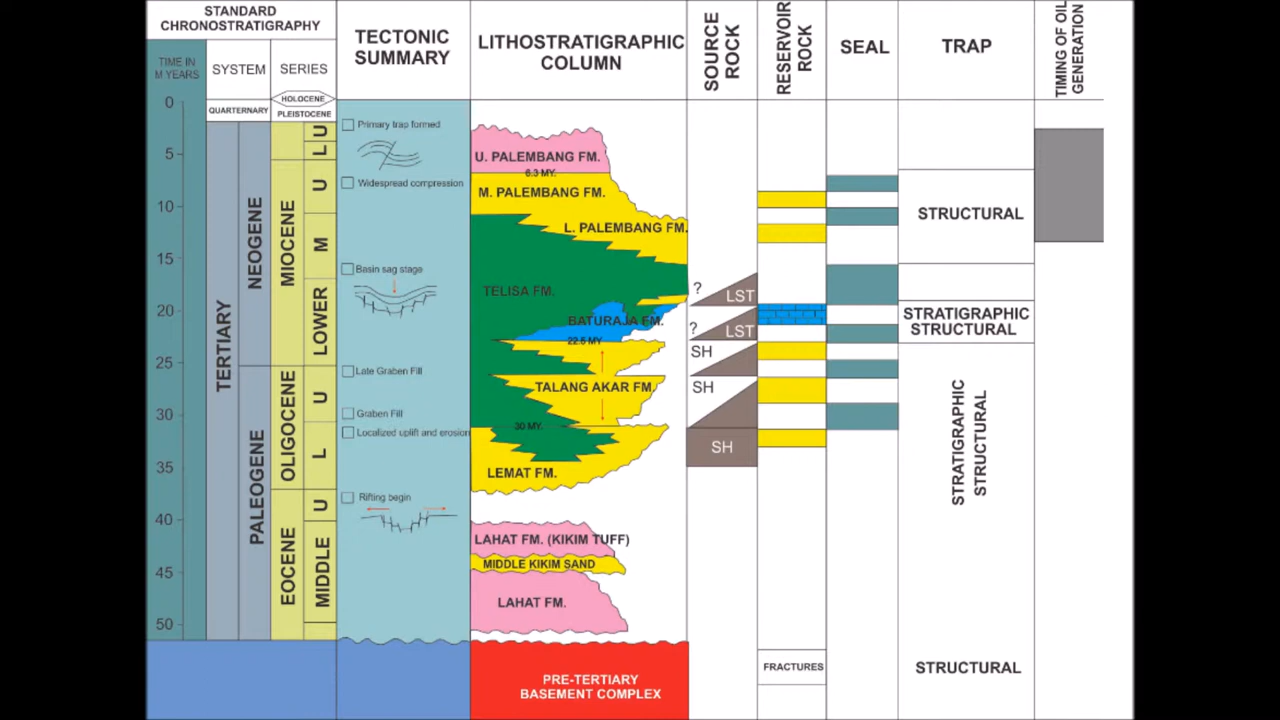 STANDARD
CHRONOSTRATIGRAPHY
TECTONIC
SUMMARY
LITHOSTRATIGRAPHIC
COLUMN
SOURCE
ROCK
RESERVOIR
ROCK
SEAL
TRAP
TIMING OF OIL
GENERATION
TIME IN
M YEARS
SYSTEM
SERIES
0
5
10
15
20
25
30
35
40
45
50
QUARTERNARY
TERTIARY
NEOGENE
PALEOGENE
HOLOCENE
PLEISTOCENE
U
L
MIOCENE
U
M
LOWER
OLIGOCENE
U
L
EOCENE
U
MIDDLE
Primary trap formed
Widespread compression
Basin sag stage
Late Graben Fill
Graben Fill
Localized uplift and erosion
Rifting begin
U. PALEMBANG FM.
6.3 MY.
M. PALEMBANG FM.
L. PALEMBANG FM.
TELISA FM.
BATURAJA FM.
22.5 MY
TALANG AKAR FM.
30 MY.
LEMAT FM.
LAHAT FM. (KIKIM TUFF)
MIDDLE KIKIM SAND
LAHAT FM.
PRE-TERTIARY
BASEMENT COMPLEX
?
LST
?
LST
SH
SH
SH
FRACTURES
STRUCTURAL
STRATIGRAPHIC
STRUCTURAL
STRATIGRAPHIC
STRUCTURAL
STRUCTURAL